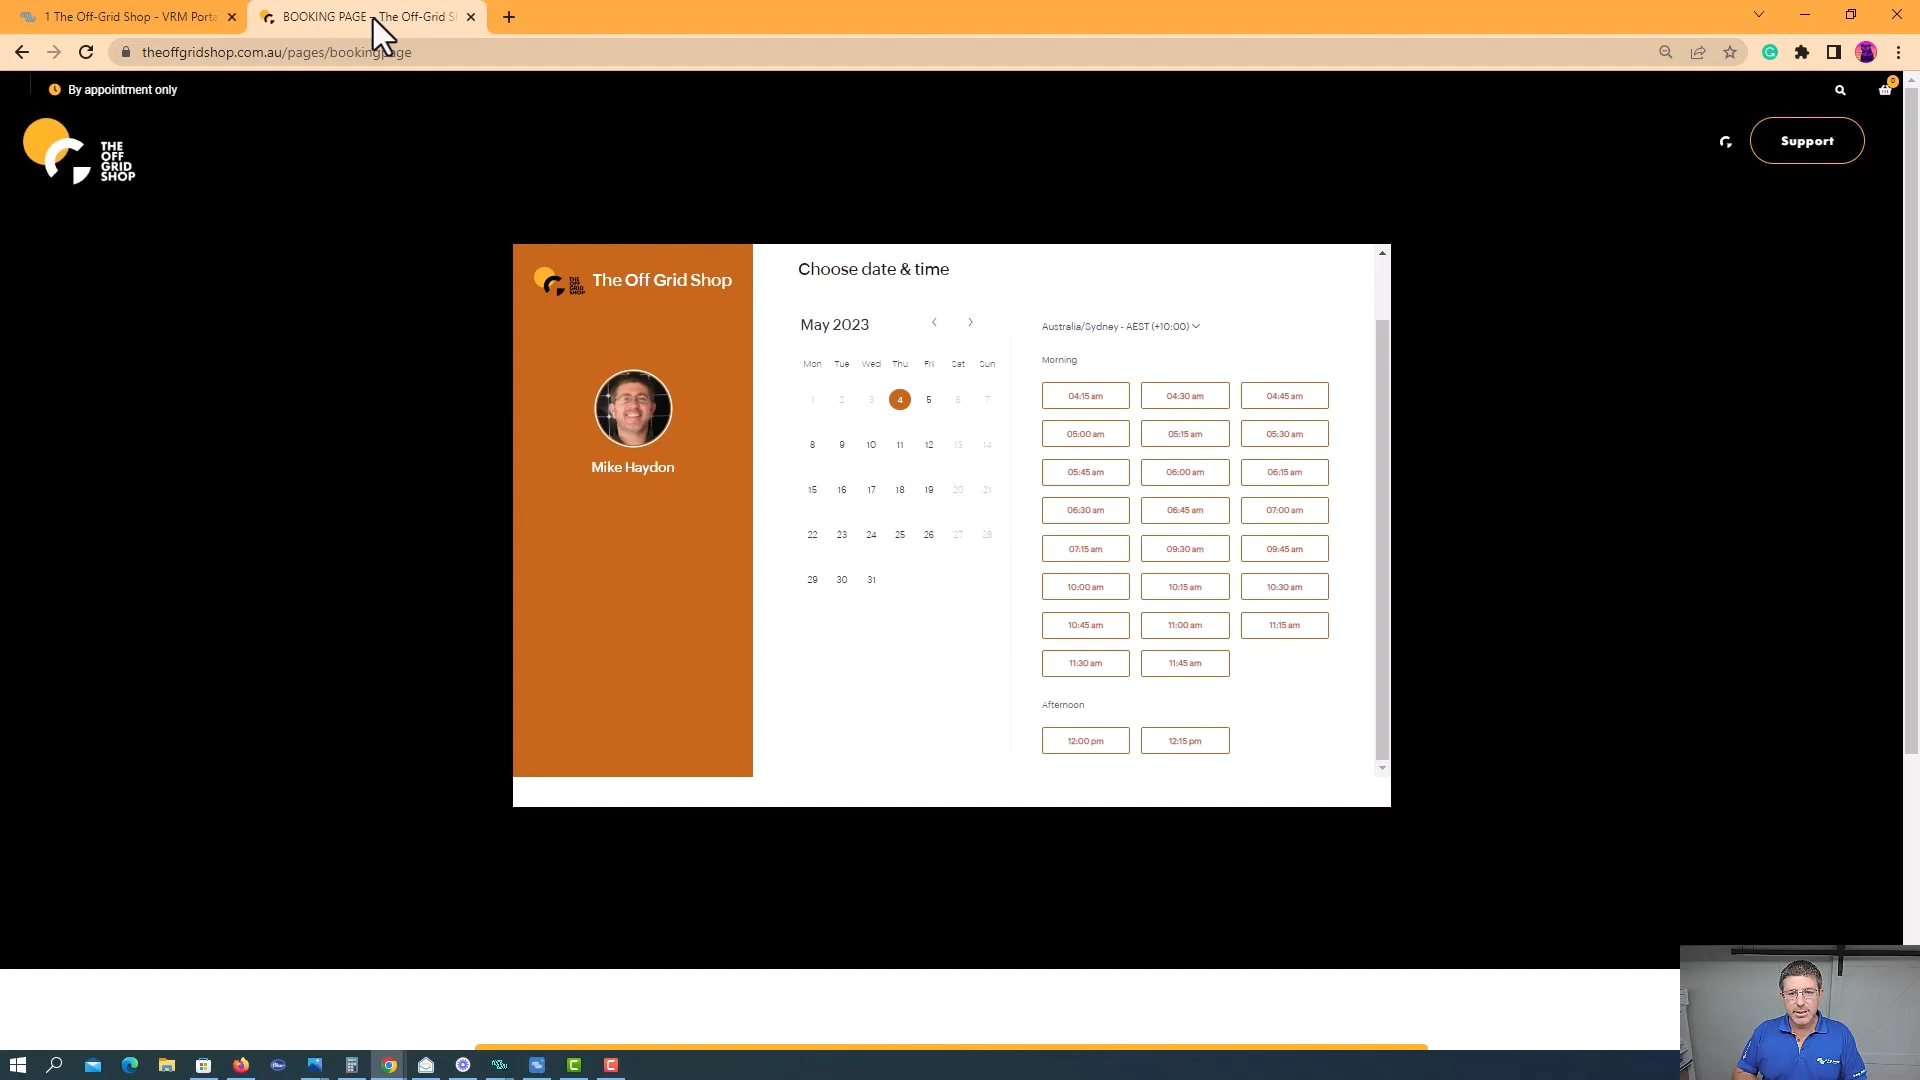 1 The Off-Grid Shop - VRM Porta
BOOKING PAGE – The Off-Grid S
theoffgridshop.com.au/pages/bookingpage
By appointment only
0
THE
OFF
GRID
SHOP
Support
THE
OFF
GRID
SHOP
The Off Grid Shop
Mike Haydon
Choose date & time
May 2023
Mon Tue Wed Thu Fri Sat Sun
1 2 3 4 5 6 7
8 9 10 11 12 13 14
15 16 17 18 19 20 21
22 23 24 25 26 27 28
29 30 31
Australia/Sydney - AEST (+10:00)
Morning
04:15 am 04:30 am 04:45 am
05:00 am 05:15 am 05:30 am
05:45 am 06:00 am 06:15 am
06:30 am 06:45 am 07:00 am
07:15 am 09:30 am 09:45 am
10:00 am 10:15 am 10:30 am
10:45 am 11:00 am 11:15 am
11:30 am 11:45 am
Afternoon
12:00 pm 12:15 pm